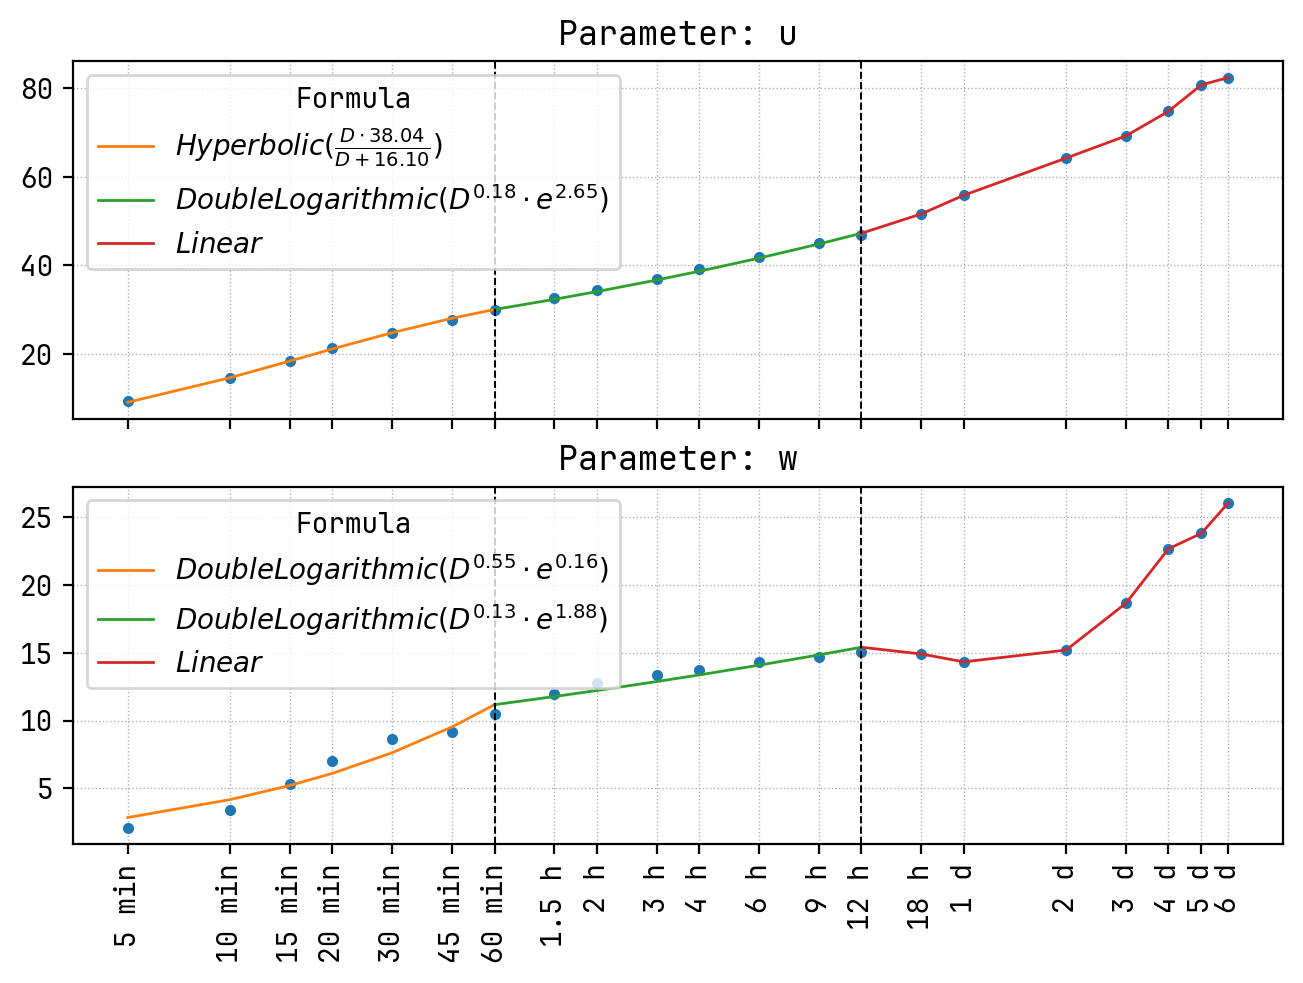 Parameter: u
80
60
40
20
Formula
Hyperbolic(D · 38.04 / D + 16.10)
DoubleLogarithmic(D^0.18 · e^2.65)
Linear
Parameter: w
25
20
15
10
5
Formula
DoubleLogarithmic(D^0.55 · e^0.16)
DoubleLogarithmic(D^0.13 · e^1.88)
Linear
5 min
10 min
15 min
20 min
30 min
45 min
60 min
1.5 h
2 h
3 h
4 h
6 h
9 h
12 h
18 h
1 d
2 d
3 d
4 d
5 d
6 d